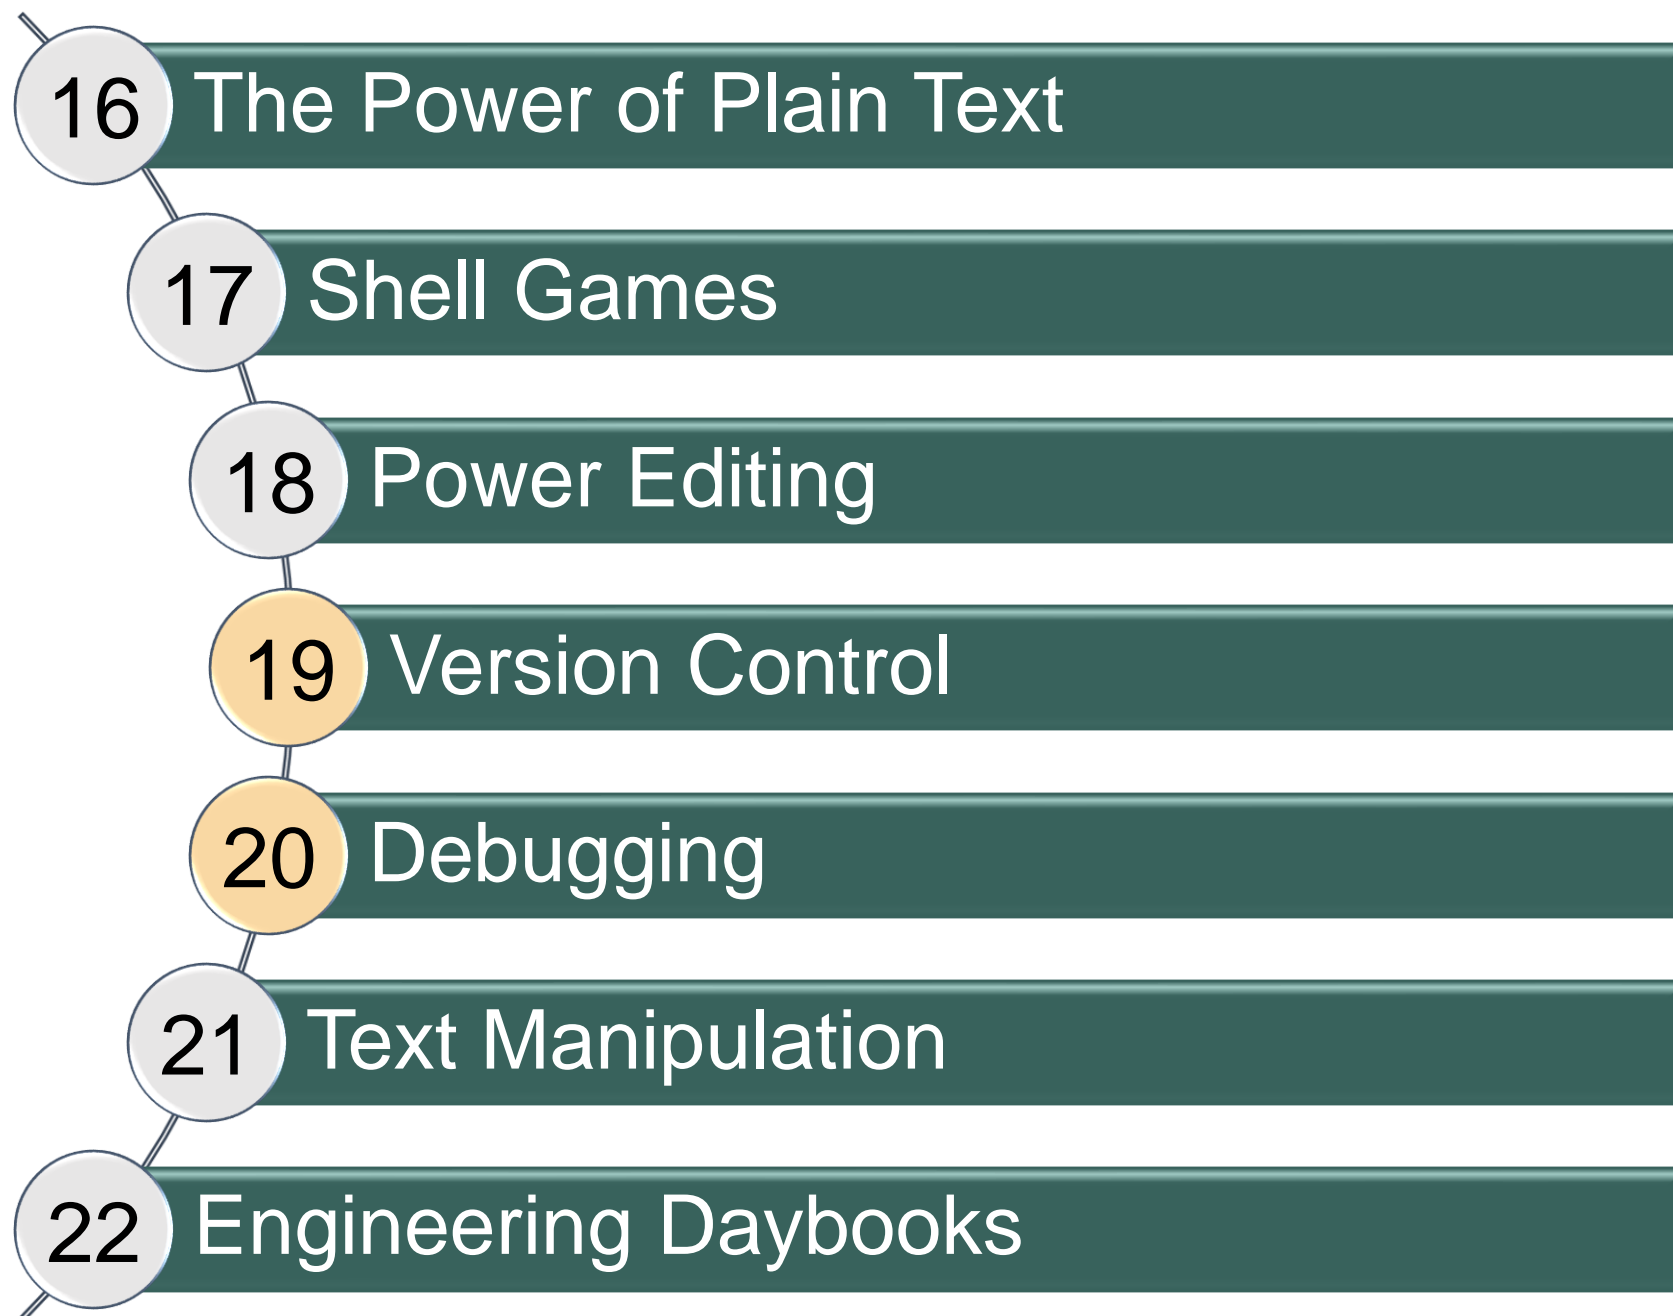 16 The Power of Plain Text
17 Shell Games
18 Power Editing
19 Version Control
20 Debugging
21 Text Manipulation
22 Engineering Daybooks